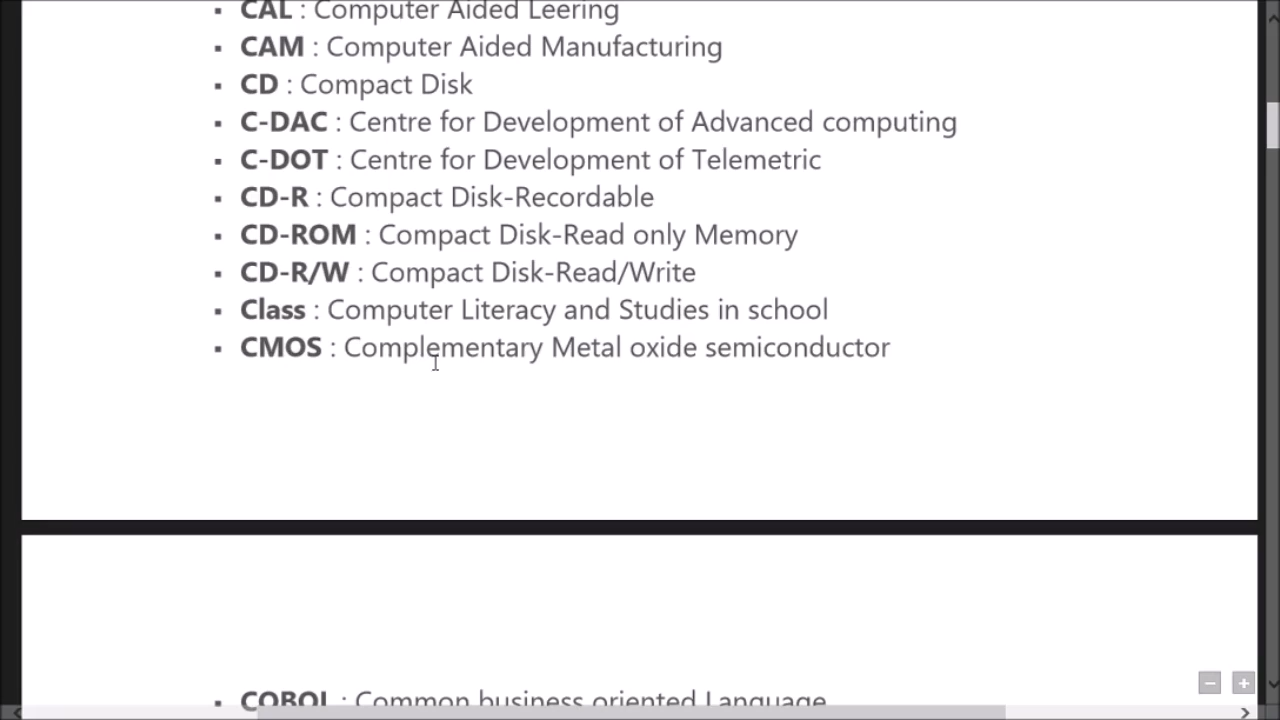 ▪ CAL : Computer Aided Leering
▪ CAM : Computer Aided Manufacturing
▪ CD : Compact Disk
▪ C-DAC : Centre for Development of Advanced computing
▪ C-DOT : Centre for Development of Telemetric
▪ CD-R : Compact Disk-Recordable
▪ CD-ROM : Compact Disk-Read only Memory
▪ CD-R/W : Compact Disk-Read/Write
▪ Class : Computer Literacy and Studies in school
▪ CMOS : Complementary Metal oxide semiconductor
▪ COBOL : Common business oriented Language